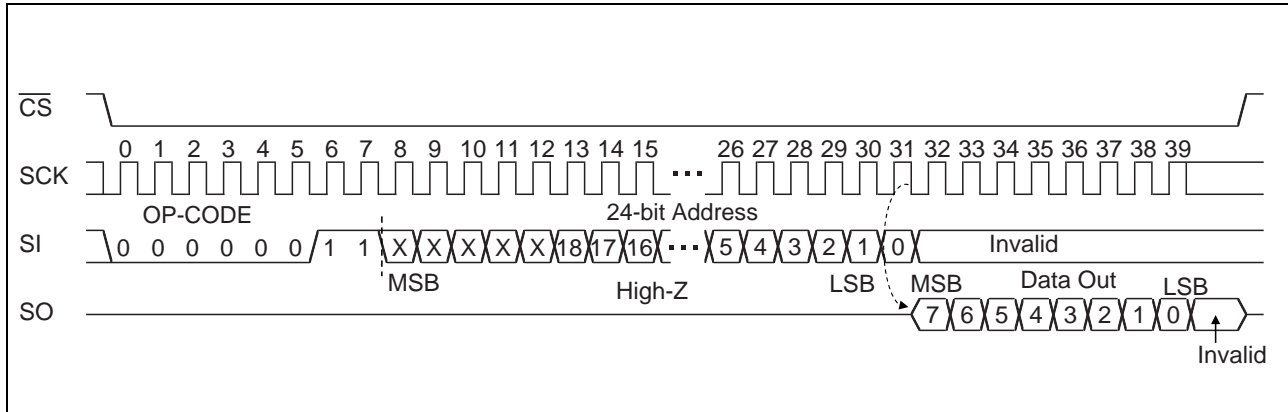 CS
0 1 2 3 4 5 6 7 8 9 10 11 12 13 14 15 26 27 28 29 30 31 32 33 34 35 36 37 38 39
SCK ···
OP-CODE 24-bit Address
SI 0 0 0 0 0 0 1 1 X X X X X 18 17 16 ··· 5 4 3 2 1 0 Invalid
MSB High-Z LSB MSB Data Out LSB
SO 7 6 5 4 3 2 1 0
Invalid